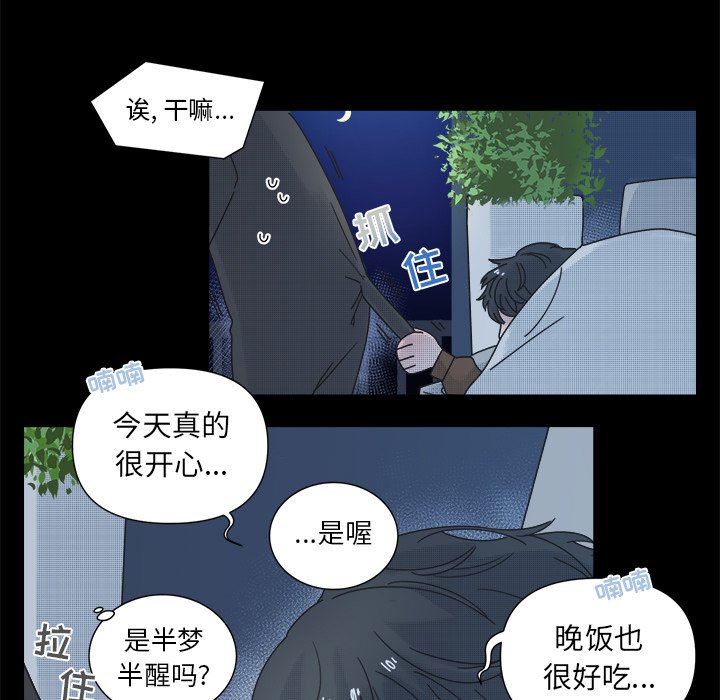 诶, 干嘛...
抓住
喃喃
今天真的
很开心...
...是喔
喃喃
晚饭也
很好吃...
是半梦
半醒吗?
拉住